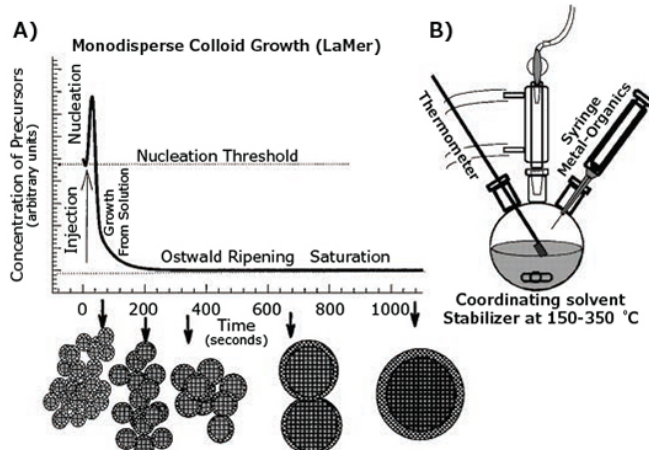 A)
Monodisperse Colloid Growth (LaMer)
Concentration of Precursors
(arbitrary units)
Nucleation
Injection
Nucleation Threshold
Growth
From Solution
Ostwald Ripening Saturation
0 200 400 600 800 1000
Time
(seconds)
B)
Thermometer
Syringe
Metal-Organics
Coordinating solvent
Stabilizer at 150-350 °C